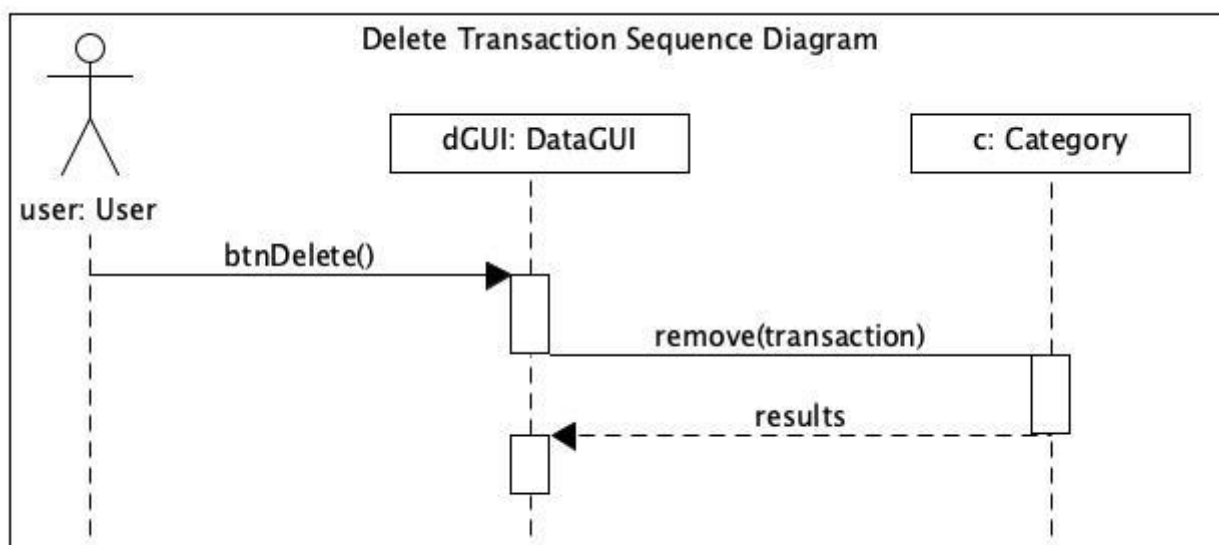 Delete Transaction Sequence Diagram
dGUI: DataGUI
c: Category
user: User
btnDelete()
remove(transaction)
results